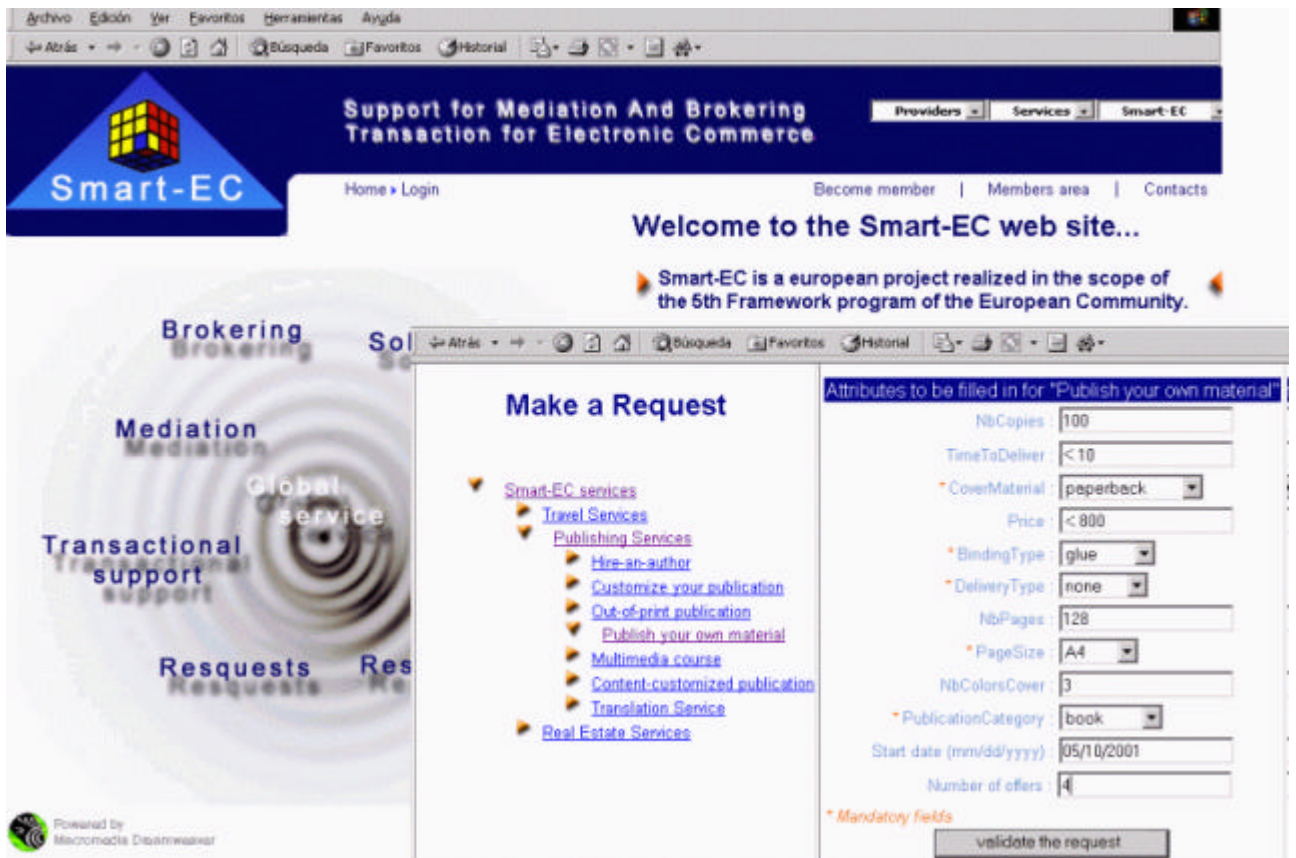 Archivo Edición Ver Favoritos Herramientas Ayuda
Atrás Búsqueda Favoritos Historial
Support for Mediation And Brokering
Transaction for Electronic Commerce
Providers Services Smart-EC
Smart-EC
Home Login
Become member | Members area | Contacts
Welcome to the Smart-EC web site...
Smart-EC is a european project realized in the scope of
the 5th Framework program of the European Community.
Brokering
Sol
Mediation
Global
service
Transactional
support
Resquests
Res
Powered by
Macromedia Dreamweaver
Atrás Búsqueda Favoritos Historial
Make a Request
Smart-EC services
Travel Services
Publishing Services
Hire-an-author
Customize your publication
Out-of-print publication
Publish your own material
Multimedia course
Content-customized publication
Translation Service
Real Estate Services
Attributes to be filled in for "Publish your own material"
NbCopies : 100
TimeToDeliver : <10
*CoverMaterial : paperback
Price : <800
*BindingType : glue
*DeliveryType : none
NbPages : 128
*PageSize : A4
NbColorsCover : 3
*PublicationCategory : book
Start date (mm/dd/yyyy) : 05/10/2001
Number of offers : 4
* Mandatory fields
validate the request